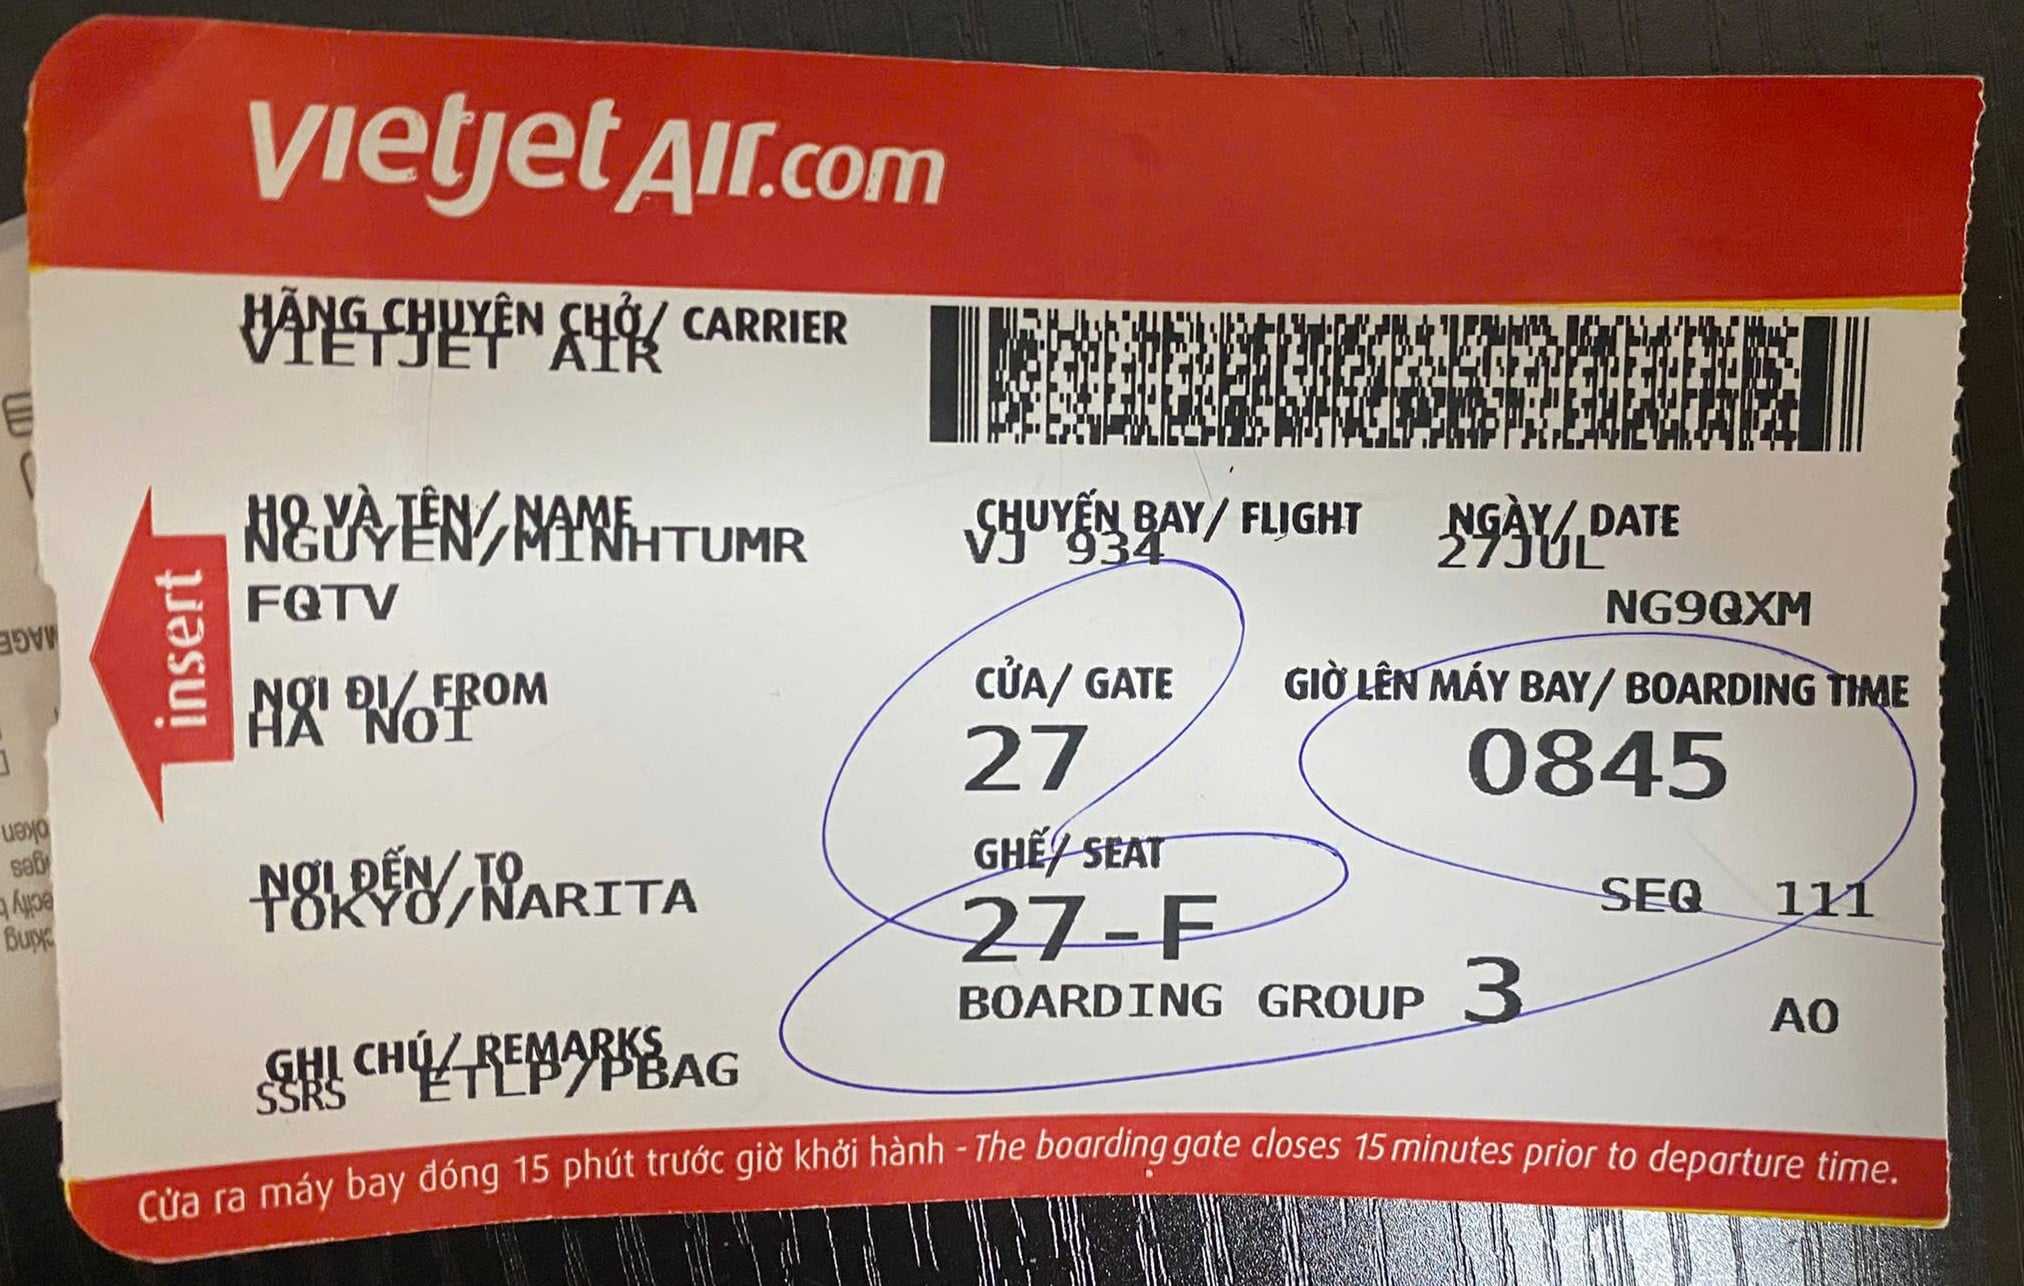 vietjetAir.com
HÃNG CHUYÊN CHỞ/ CARRIER
VIETJET AIR
HỌ VÀ TÊN/ NAME
NGUYEN/MINHTUMR
FQTV
CHUYẾN BAY/ FLIGHT
VJ 934
NGÀY/ DATE
27JUL
NG9QXM
insert
NƠI ĐI/ FROM
HA NOI
CỬA/ GATE
27
GIỜ LÊN MÁY BAY/ BOARDING TIME
0845
NƠI ĐẾN/ TO
TOKYO/NARITA
GHẾ/ SEAT
27-F
SEQ 111
BOARDING GROUP 3
A0
GHI CHÚ/ REMARKS
SSRS ETLP/PBAG
Cửa ra máy bay đóng 15 phút trước giờ khởi hành - The boarding gate closes 15 minutes prior to departure time.